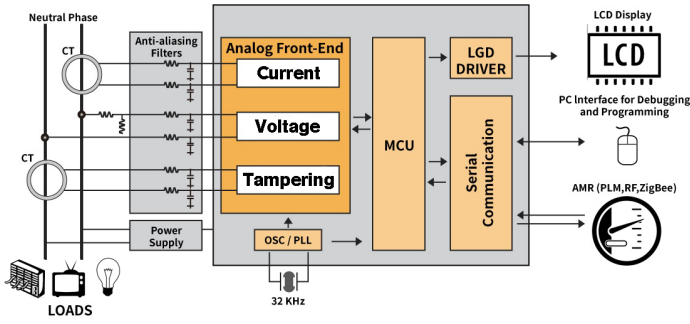 Neutral Phase
CT
CT
Anti-aliasing
Filters
Power
Supply
Analog Front-End
Current
Voltage
Tampering
OSC / PLL
32 KHz
MCU
LGD
DRIVER
Serial
Communication
LCD Display
LCD
PC lnterface for Debugging
and Programming
AMR (PLM,RF,ZigBee)
LOADS